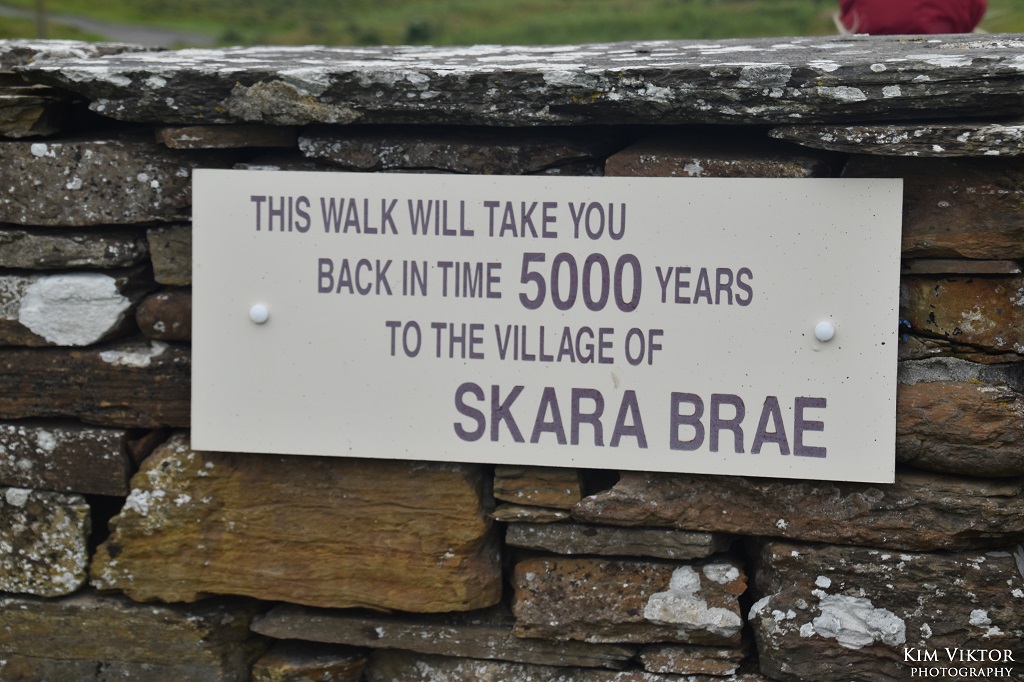 THIS WALK WILL TAKE YOU
BACK IN TIME 5000 YEARS
TO THE VILLAGE OF
SKARA BRAE
KIM VIKTOR
PHOTOGRAPHY